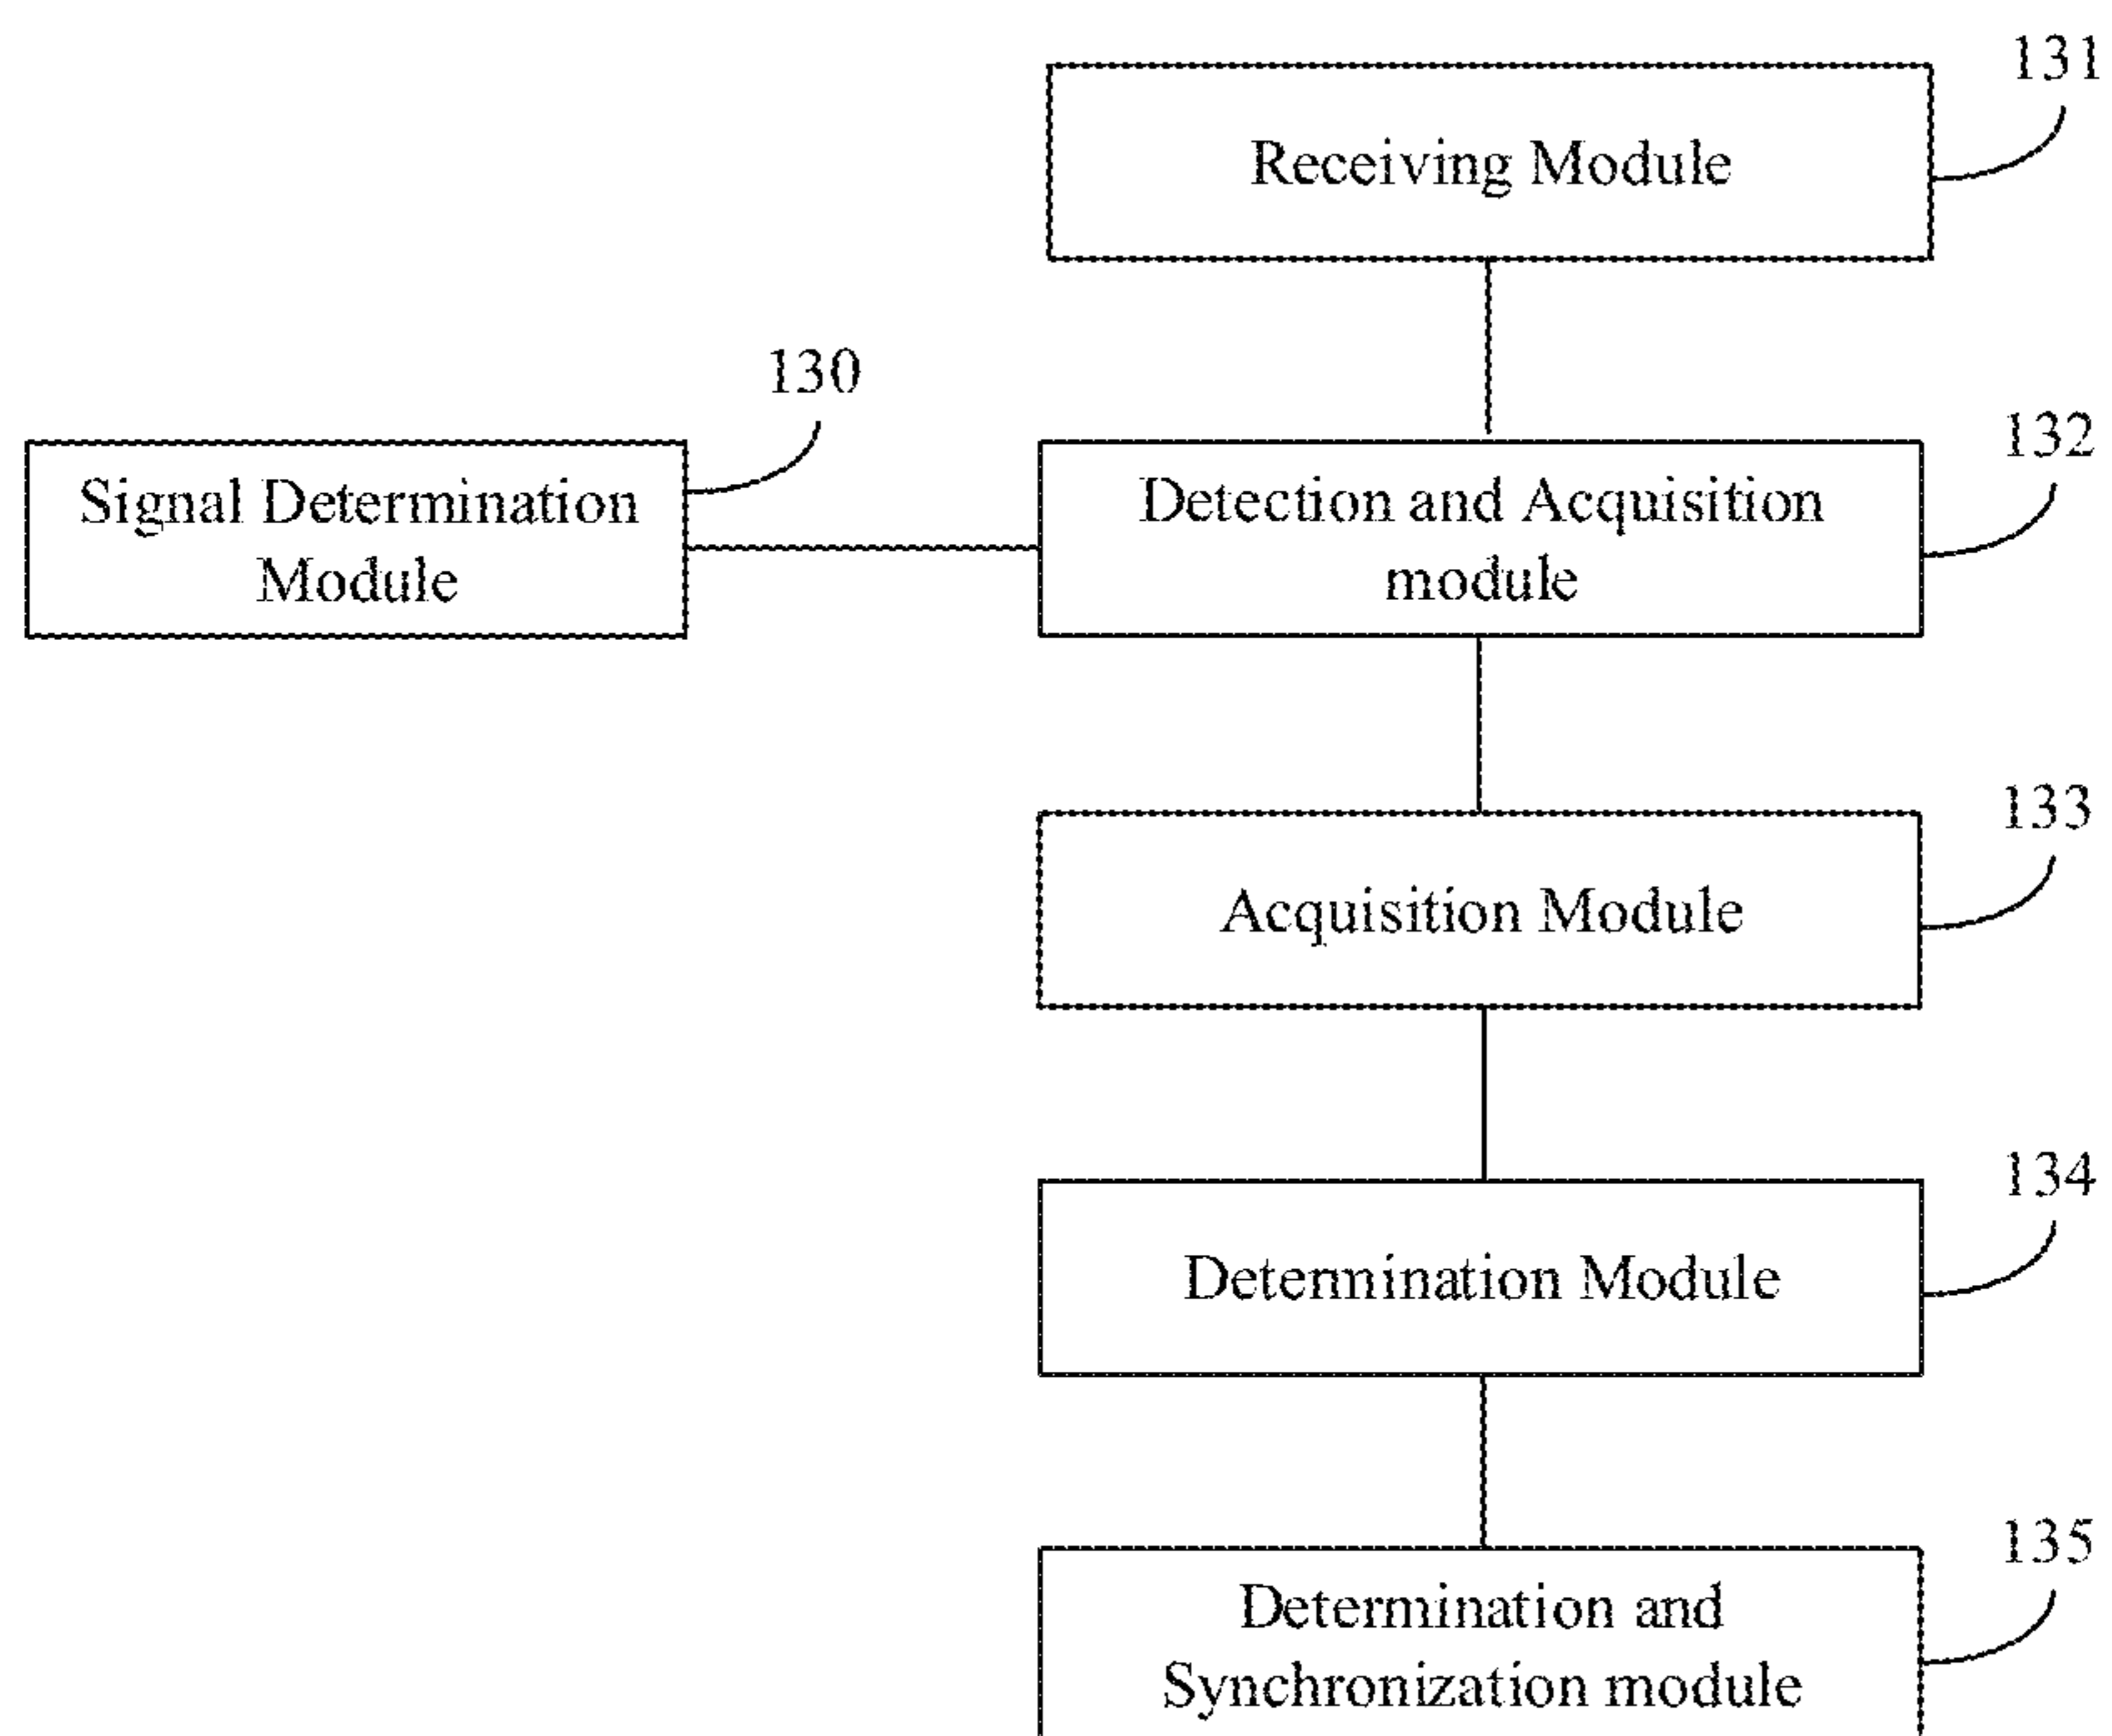 131
Receiving Module
130
132
Signal Determination
Module
Detection and Acquisition
module
133
Acquisition Module
134
Determination Module
135
Determination and
Synchronization module